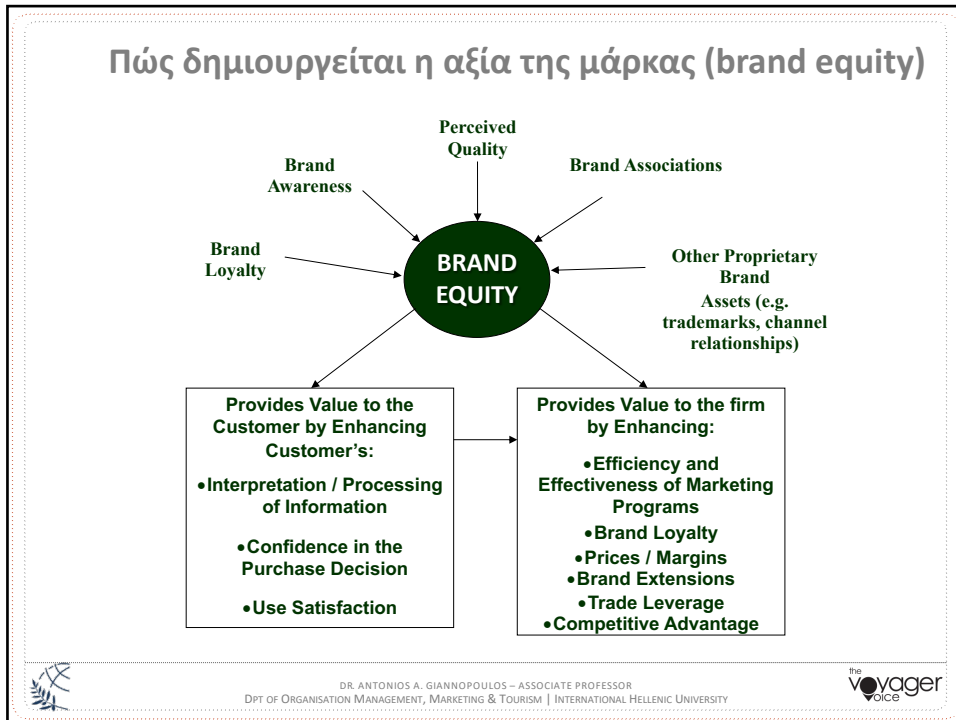 Πώς δημιουργείται η αξία της μάρκας (brand equity)
Perceived
Quality
Brand
Awareness
Brand Associations
Brand
Loyalty
BRAND
EQUITY
Other Proprietary
Brand
Assets (e.g.
trademarks, channel
relationships)
Provides Value to the
Customer by Enhancing
Customer's:
•Interpretation / Processing
of Information
•Confidence in the
Purchase Decision
•Use Satisfaction
Provides Value to the firm
by Enhancing:
•Efficiency and
Effectiveness of Marketing
Programs
•Brand Loyalty
•Prices / Margins
•Brand Extensions
•Trade Leverage
•Competitive Advantage
DR. ANTONIOS A. GIANNOPOULOS – ASSOCIATE PROFESSOR
DPT OF ORGANISATION MANAGEMENT, MARKETING & TOURISM | INTERNATIONAL HELLENIC UNIVERSITY
the
voyager
voice